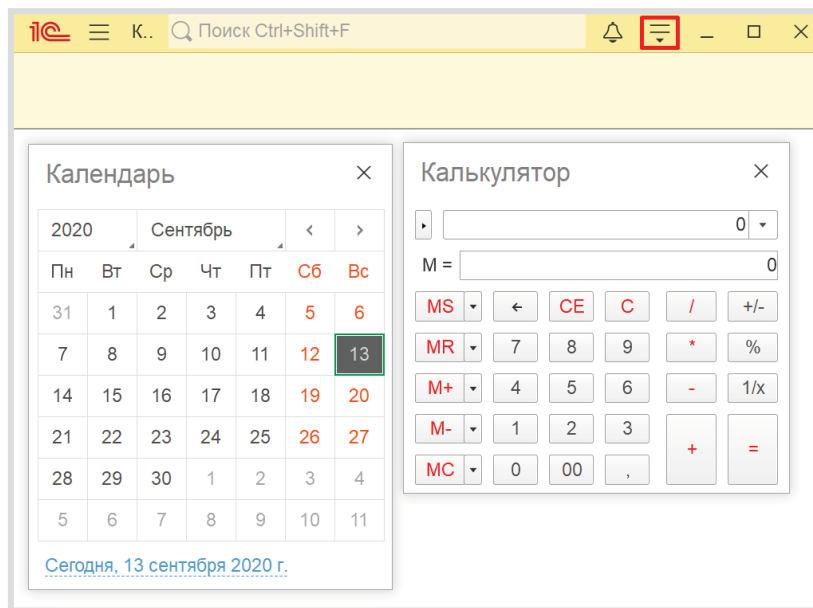 1С К.. Поиск Ctrl+Shift+F
Календарь
2020 Сентябрь < >
Пн Вт Ср Чт Пт Сб Вс
31 1 2 3 4 5 6
7 8 9 10 11 12 13
14 15 16 17 18 19 20
21 22 23 24 25 26 27
28 29 30 1 2 3 4
5 6 7 8 9 10 11
Сегодня, 13 сентября 2020 г.
Калькулятор
0
M = 0
MS ← CE C / +/-
MR 7 8 9 * %
M+ 4 5 6 - 1/x
M- 1 2 3 + =
MC 0 00 ,